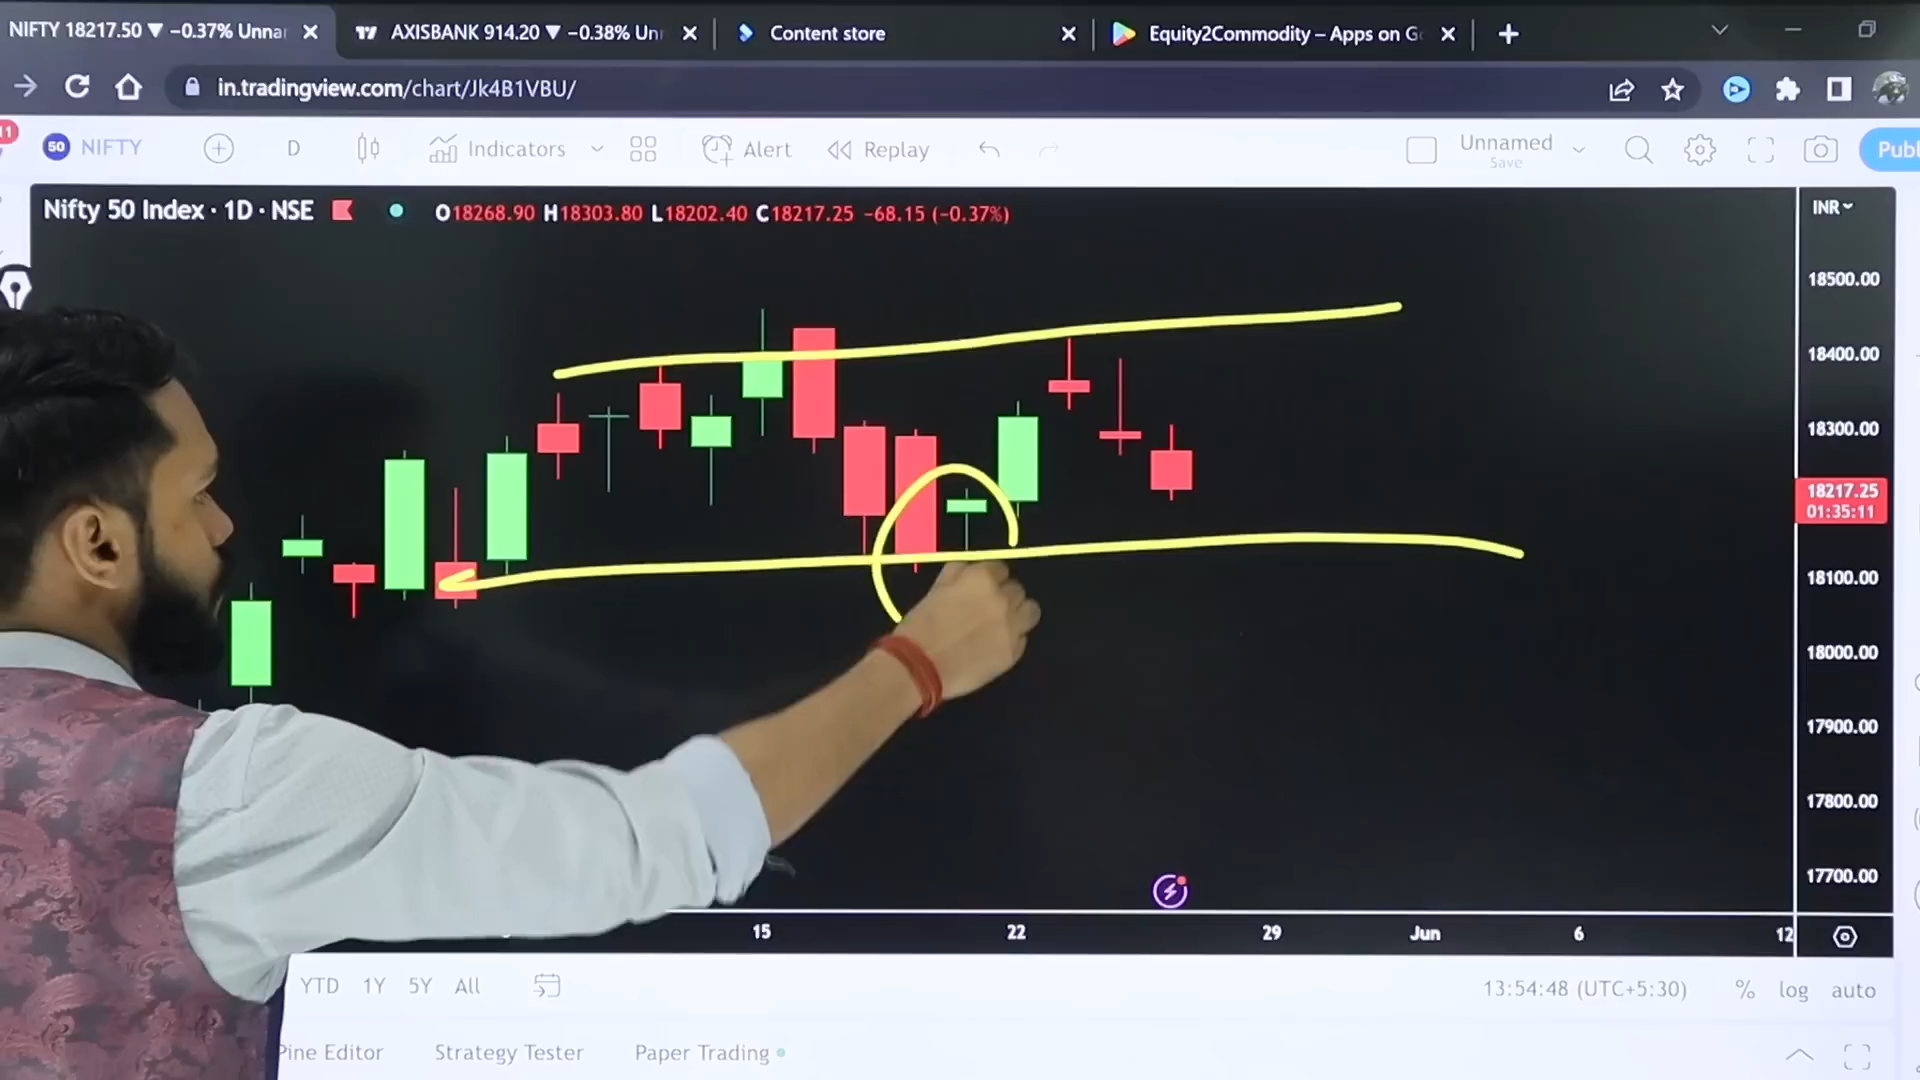 NIFTY 18217.50 ▼ −0.37% Unna
AXISBANK 914.20 ▼ −0.38% Un
Content store
Equity2Commodity – Apps on G
in.tradingview.com/chart/Jk4B1VBU/
11
50 NIFTY
D
Indicators
Alert
Replay
Unnamed
Save
Publ
Nifty 50 Index · 1D · NSE
O18268.90 H18303.80 L18202.40 C18217.25 −68.15 (−0.37%)
INR
18500.00
18400.00
18300.00
18217.25
01:35:11
18100.00
18000.00
17900.00
17800.00
17700.00
15
22
29
Jun
6
12
YTD 1Y 5Y All
13:54:48 (UTC+5:30)
% log auto
Pine Editor
Strategy Tester
Paper Trading